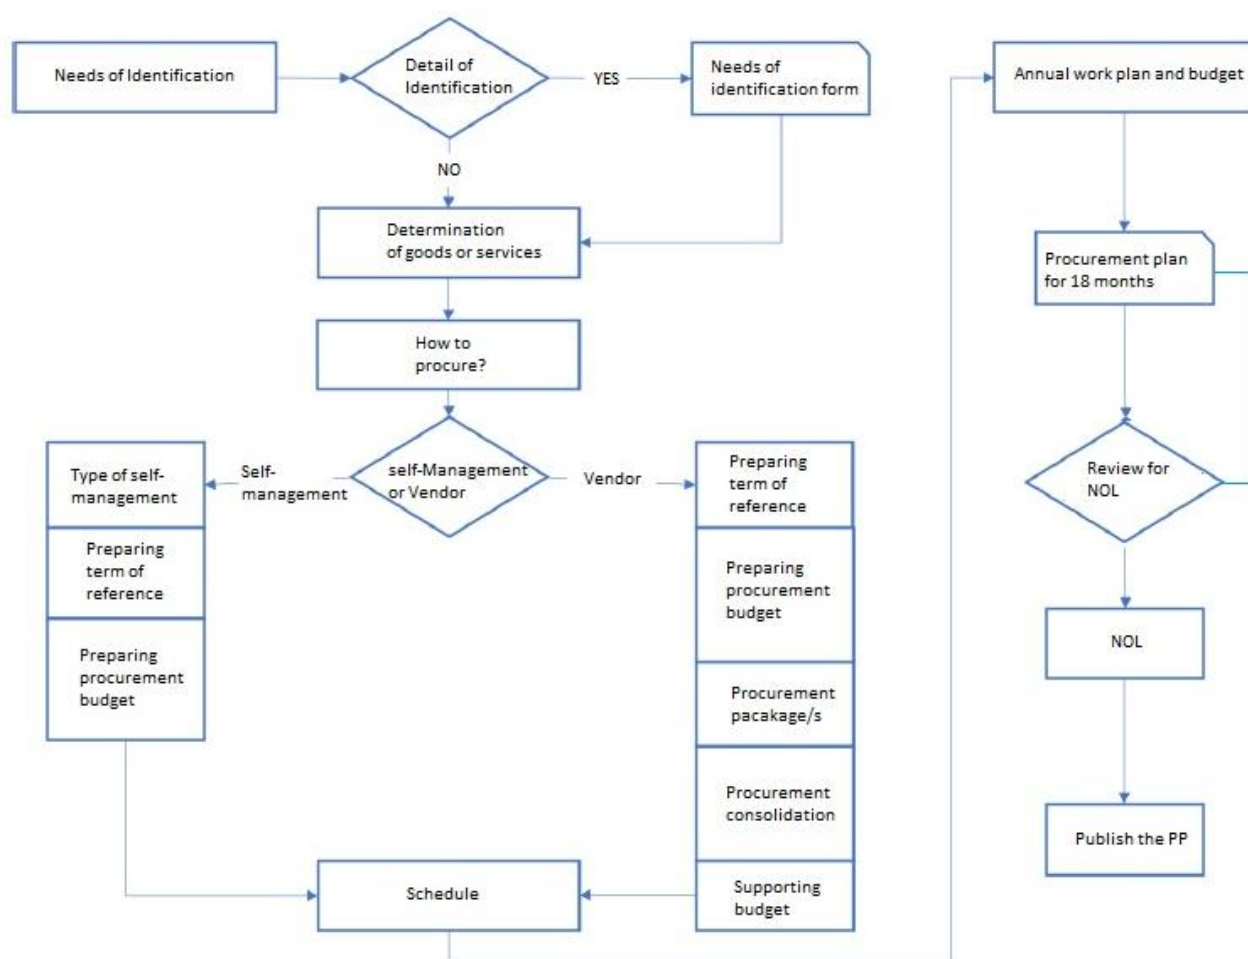 Needs of Identification
Detail of
Identification
YES
Needs of
identification form
NO
Determination
of goods or services
How to
procure?
self-Management
or Vendor
Self-
management
Vendor
Type of self-
management
Preparing
term of
reference
Preparing
procurement
budget
Preparing
term of
reference
Preparing
procurement
budget
Procurement
pacakage/s
Procurement
consolidation
Supporting
budget
Schedule
Annual work plan and budget
Procurement plan
for 18 months
Review for
NOL
NOL
Publish the PP